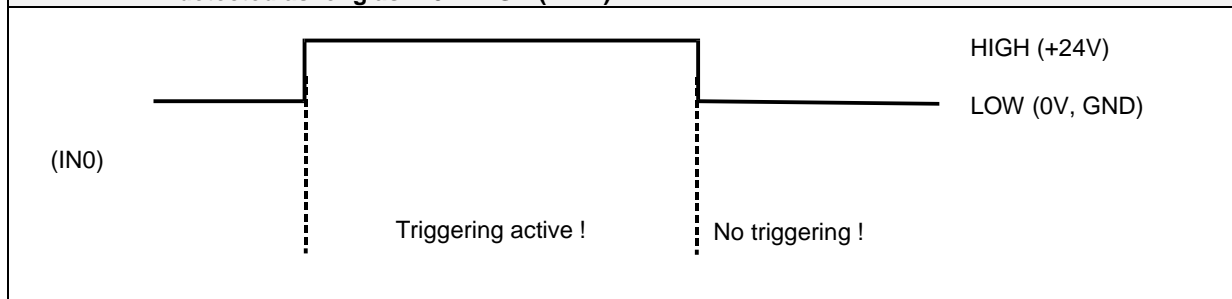 HIGH (+24V)
LOW (0V, GND)
(IN0)
Triggering active !
No triggering !